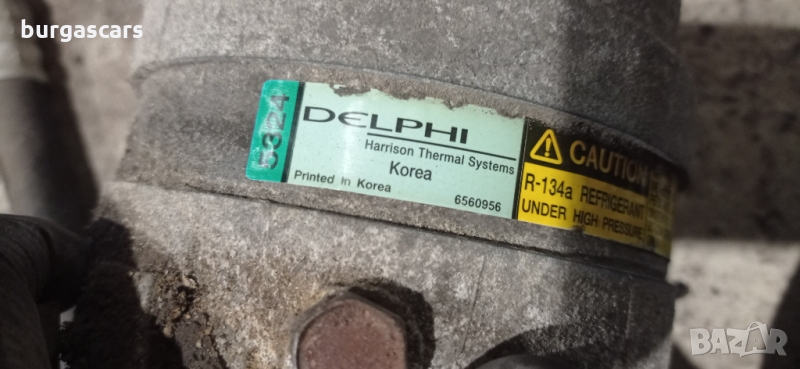 burgascars
5324
DELPHI
Harrison Thermal Systems
Korea
Printed in Korea
6560956
CAUTION
R-134a REFRIGERANT
UNDER HIGH PRESSURE
BAZAR